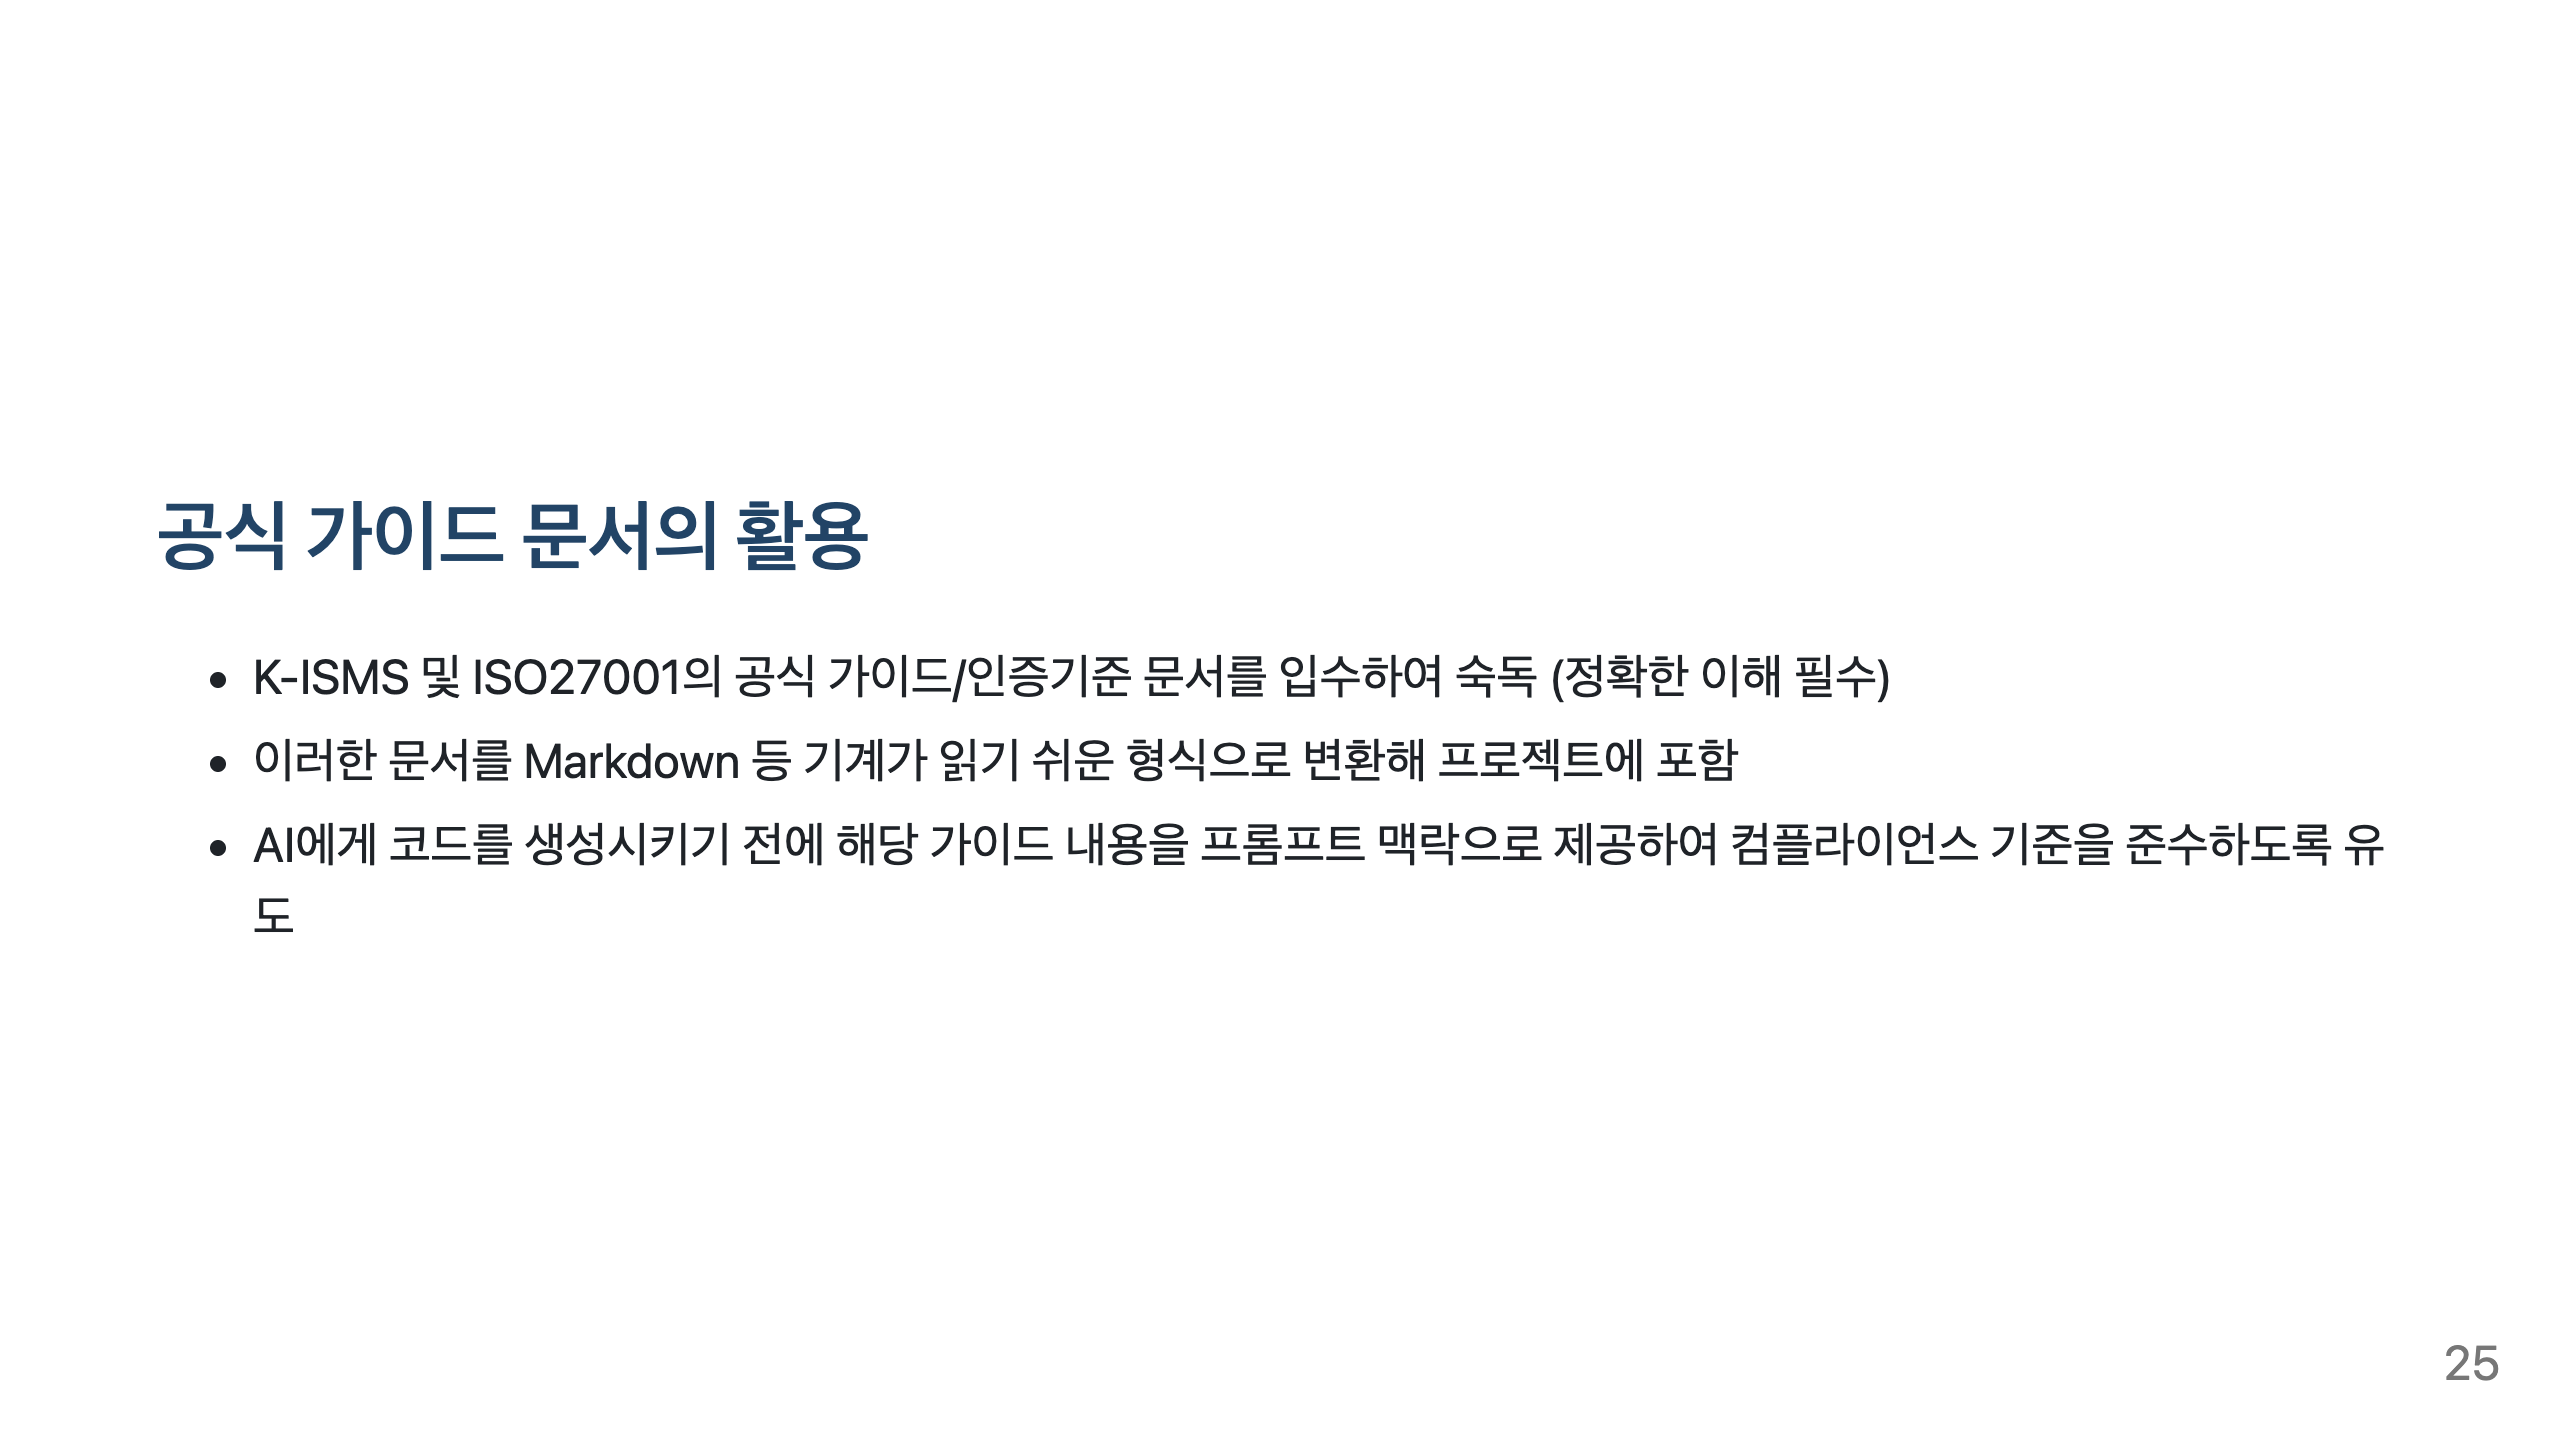 공식 가이드 문서의 활용
• K-ISMS 및 ISO27001의 공식 가이드/인증기준 문서를 입수하여 숙독 (정확한 이해 필수)
• 이러한 문서를 Markdown 등 기계가 읽기 쉬운 형식으로 변환해 프로젝트에 포함
• AI에게 코드를 생성시키기 전에 해당 가이드 내용을 프롬프트 맥락으로 제공하여 컴플라이언스 기준을 준수하도록 유
도
25